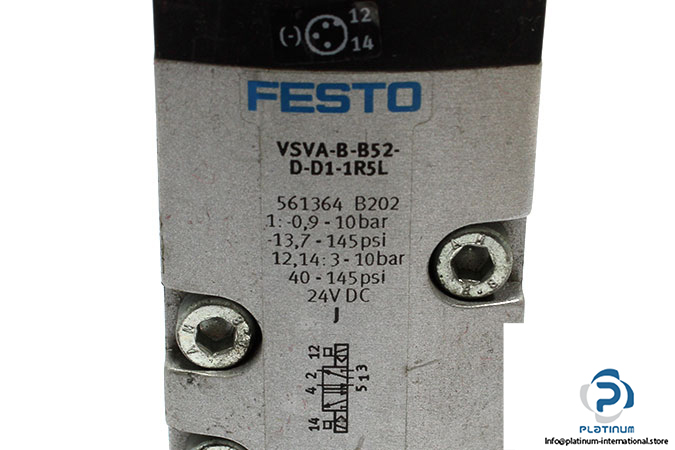 12
(-)
14
FESTO
VSVA-B-B52-
D-D1-1R5L
561364 B202
1:-0,9-10bar
-13,7-145psi
12,14:3-10bar
40-145psi
24V DC
J
12
4 2
5 1 3
14
PLATINUM
Info@platinum-international.store